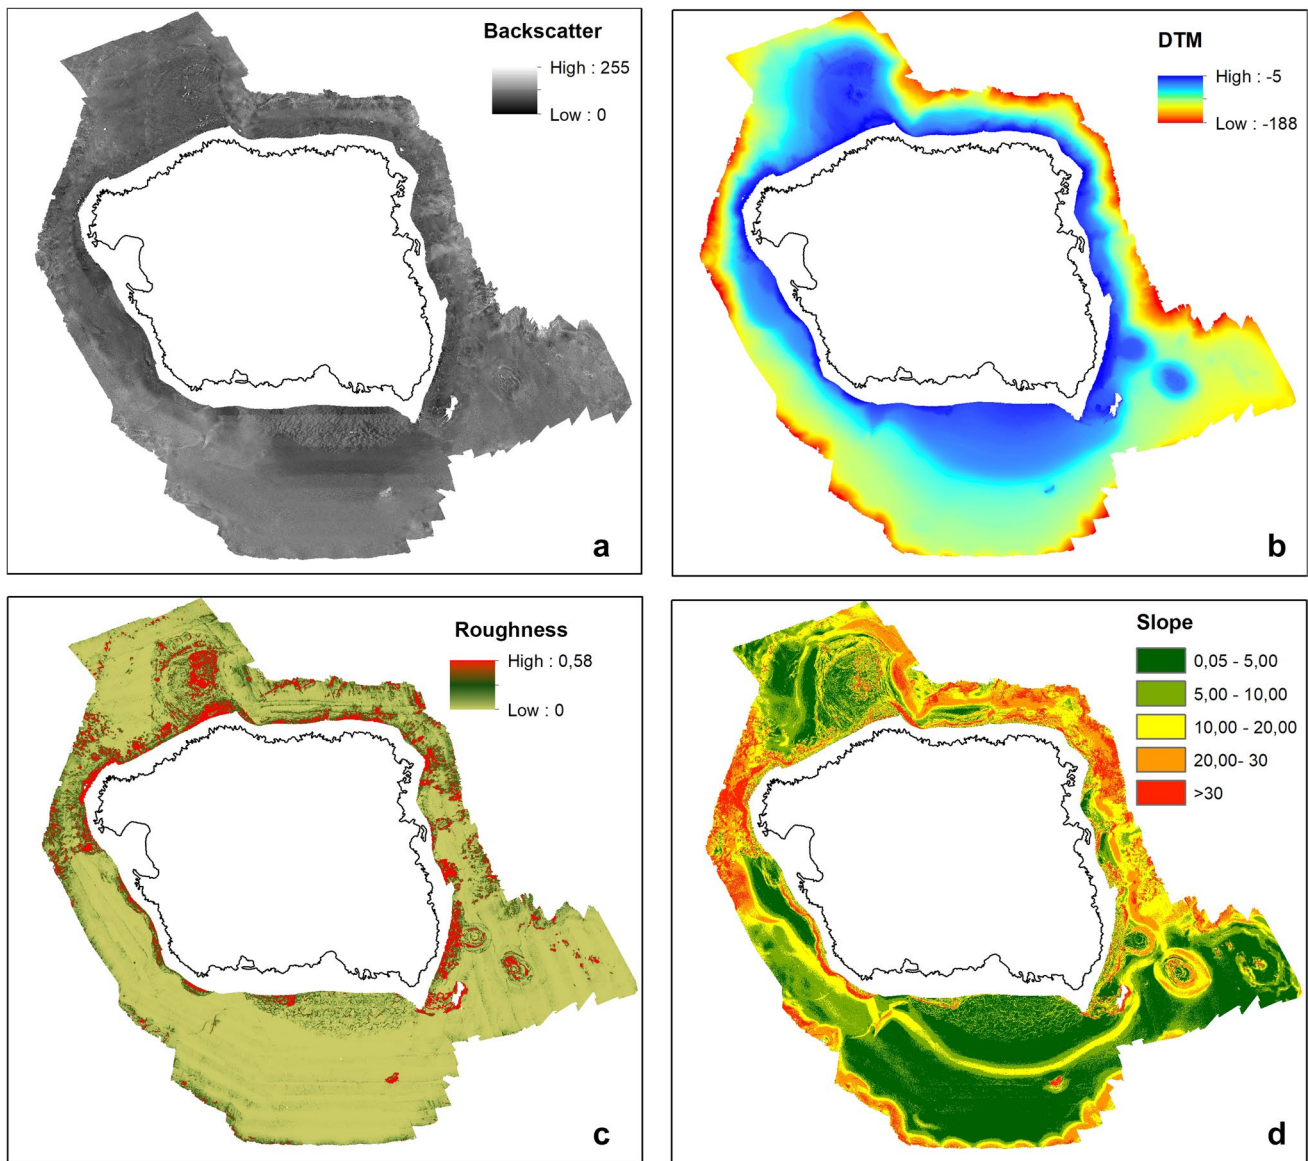 Backscatter
High : 255
Low : 0
a
DTM
High : -5
Low : -188
b
Roughness
High : 0,58
Low : 0
c
Slope
0,05 - 5,00
5,00 - 10,00
10,00 - 20,00
20,00- 30
>30
d